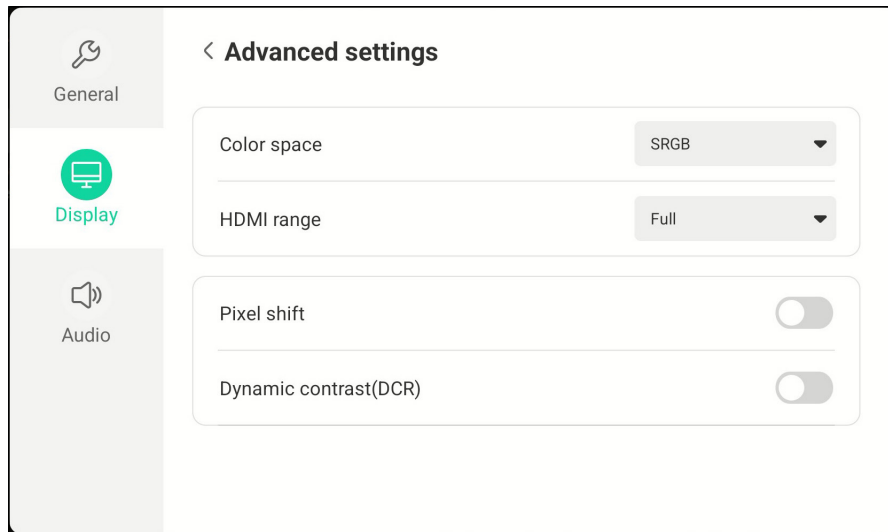 General
Display
Audio
Advanced settings
Color space
SRGB
HDMI range
Full
Pixel shift
Dynamic contrast(DCR)